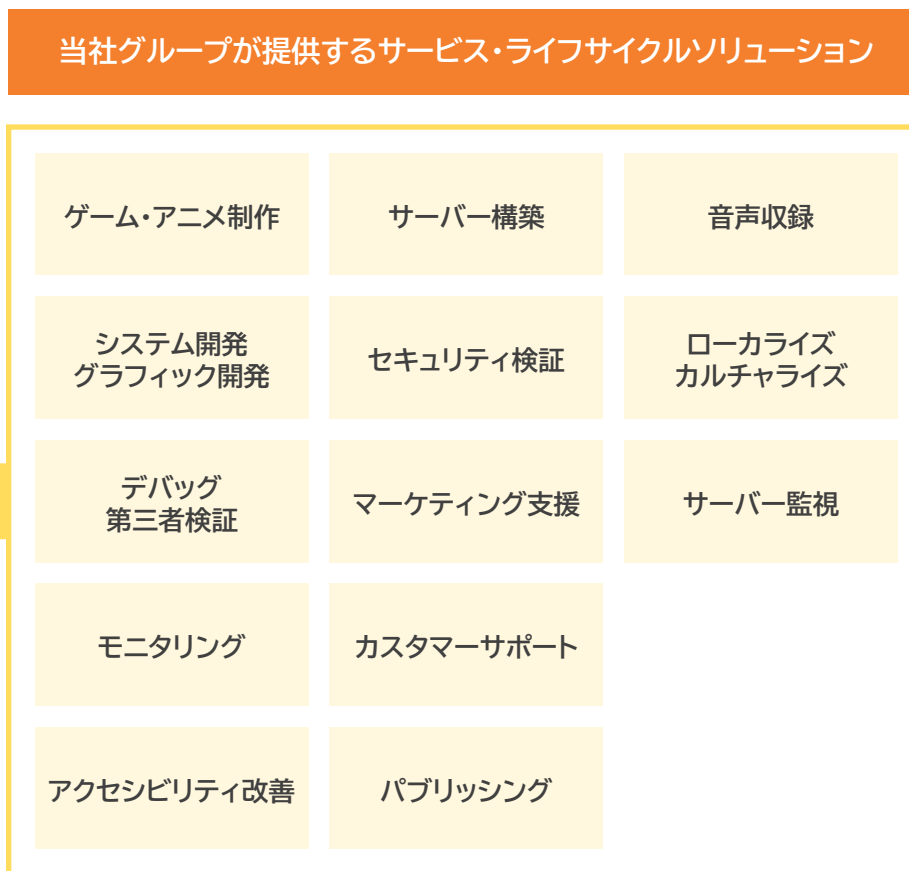 当社グループが提供するサービス・ライフサイクルソリューション
ゲーム・アニメ制作
サーバー構築
音声収録
システム開発
グラフィック開発
セキュリティ検証
ローカライズ
カルチャライズ
デバッグ
第三者検証
マーケティング支援
サーバー監視
モニタリング
カスタマーサポート
アクセシビリティ改善
パブリッシング